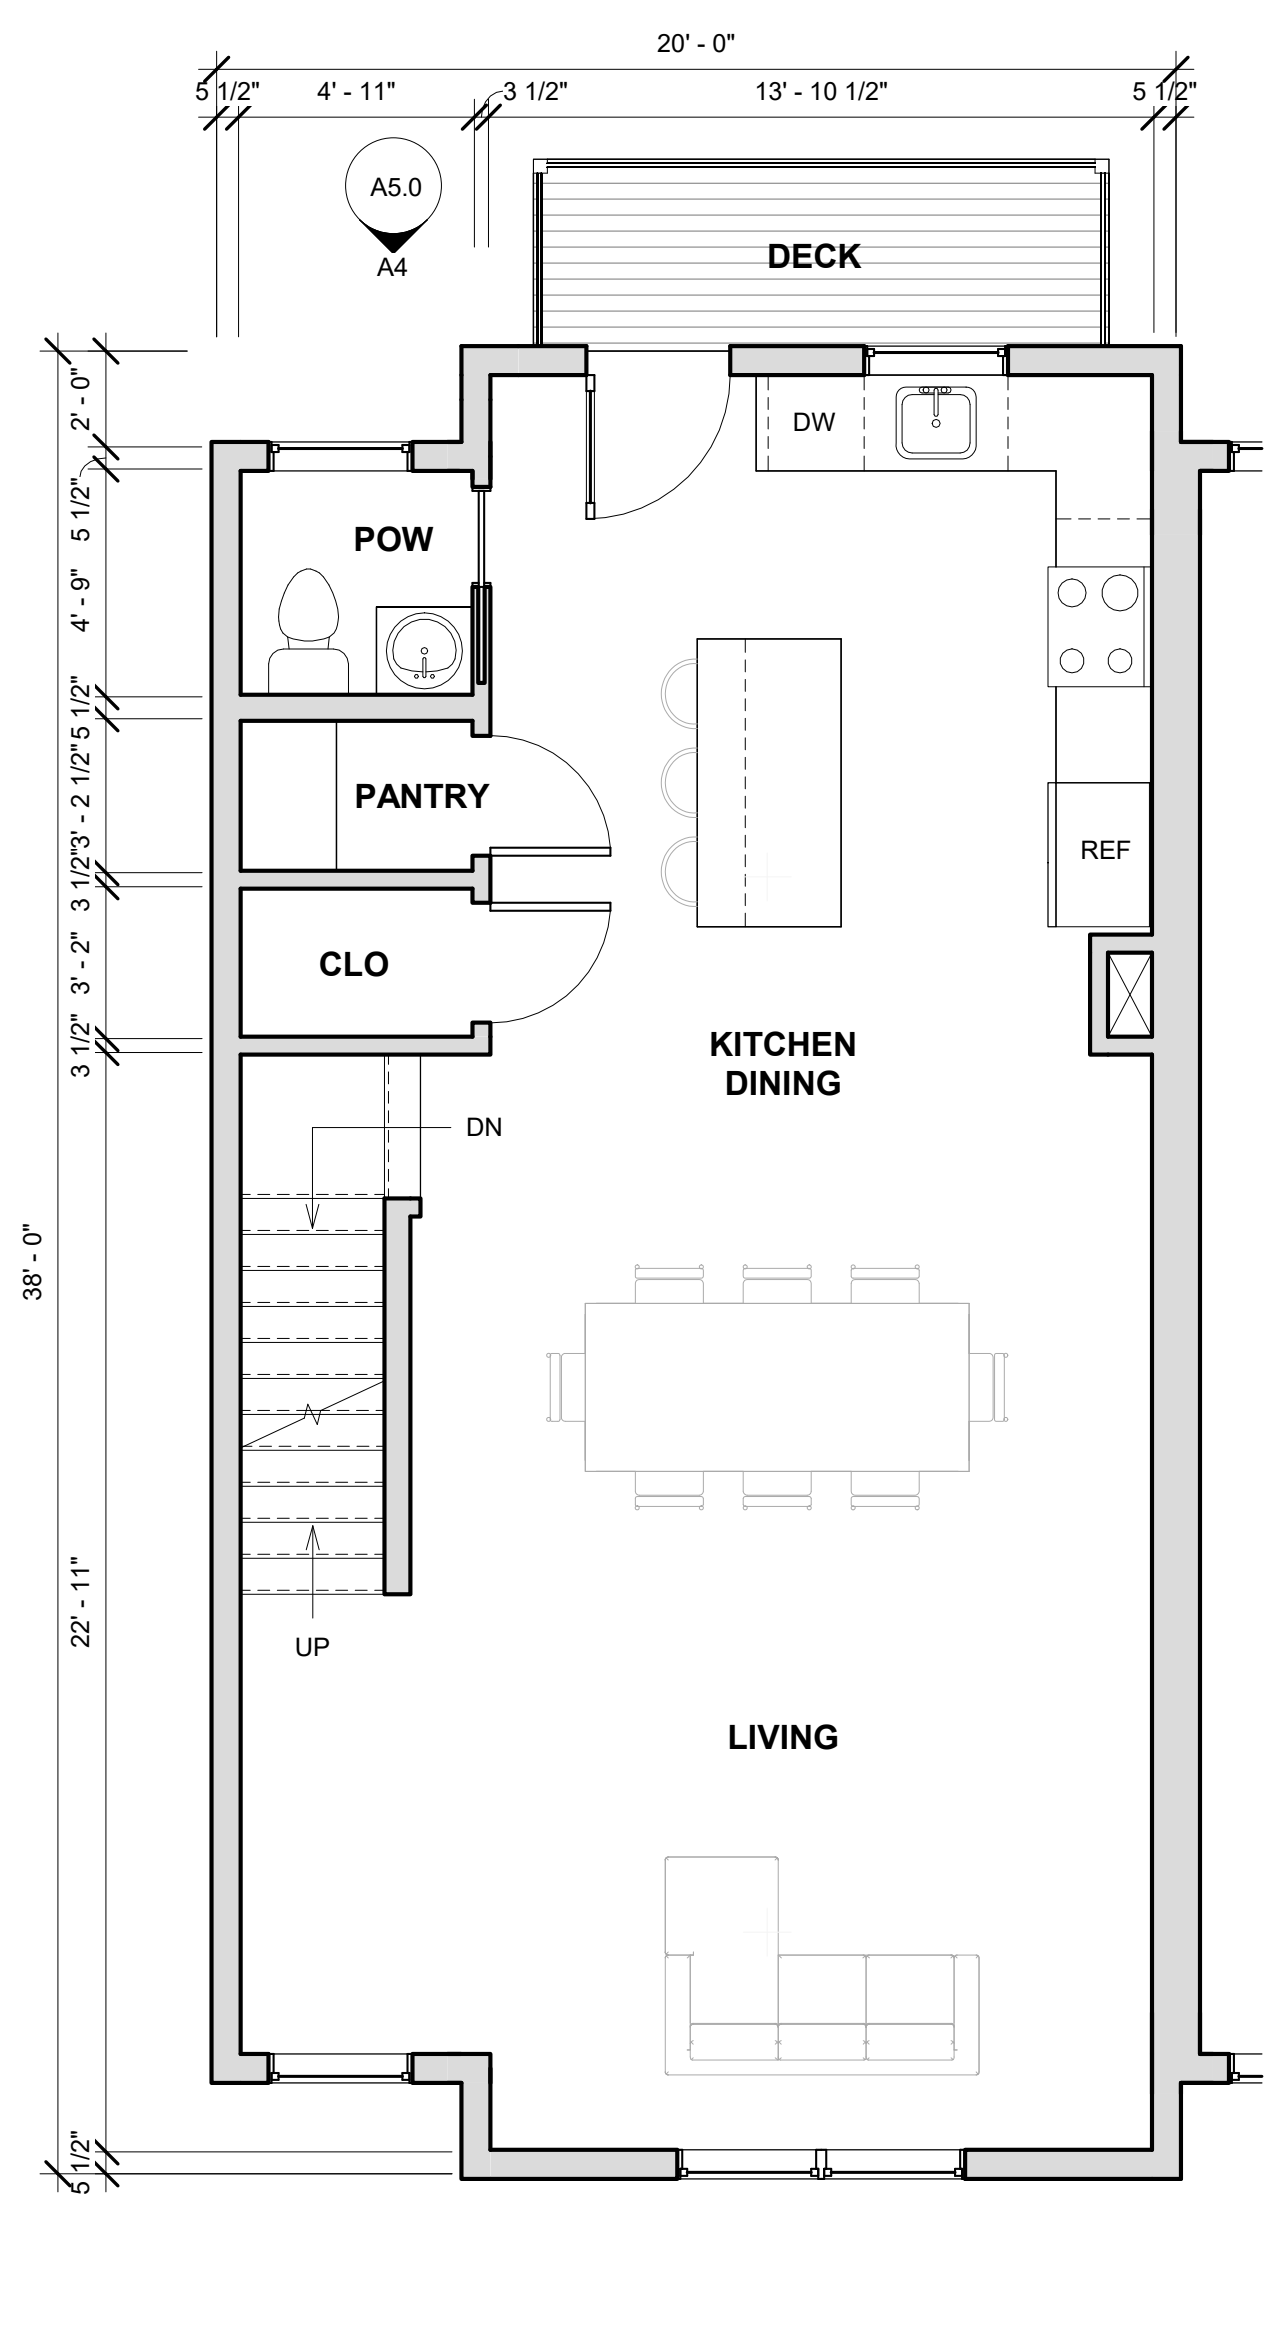 20' - 0"
5 1/2"
4' - 11"
3 1/2"
13' - 10 1/2"
5 1/2"
A5.0
A4
DECK
2' - 0"
5 1/2"
4' - 9"
5 1/2"
3' - 2 1/2"
3 1/2"
3' - 2"
3 1/2"
38' - 0"
22' - 11"
5 1/2"
DW
POW
PANTRY
REF
CLO
KITCHEN
DINING
DN
UP
LIVING